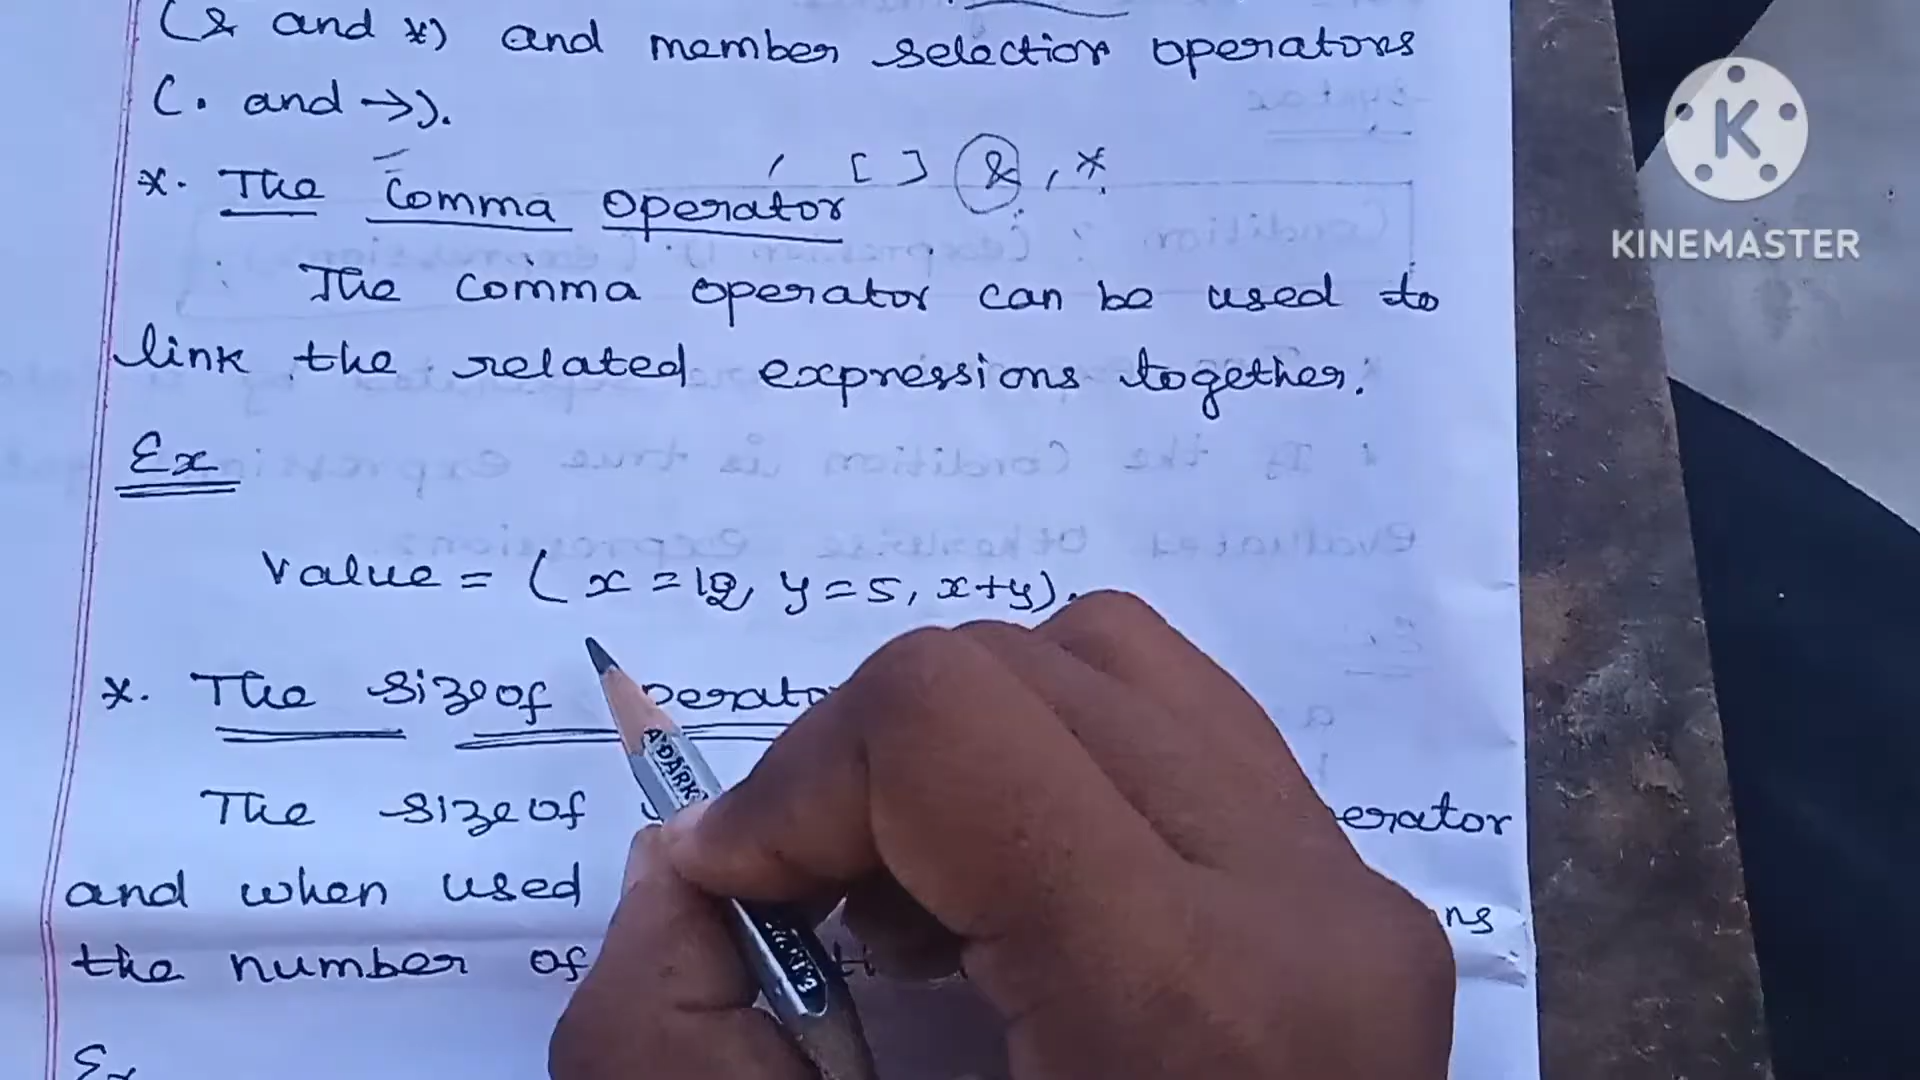 (& and *) and member selection operators
(. and →).
, [ ] & , *
*. The Comma Operator
The comma operator can be used to
link the related expressions together.
Ex
Value = ( x = 12, y = 5, x+y).
*. The sizeof
The sizeof
and when used
the number of
Ex
KINEMASTER